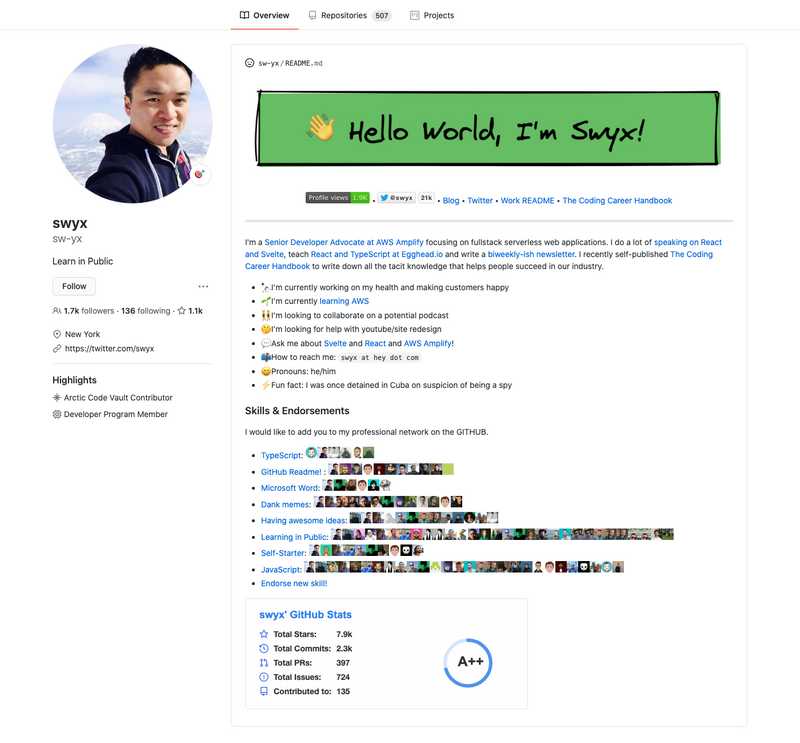 Overview
Repositories 507
Projects
swyx
sw-yx
Learn in Public
Follow
1.7k followers · 136 following · 1.1k
New York
https://twitter.com/swyx
Highlights
Arctic Code Vault Contributor
Developer Program Member
sw-yx/README.md
Hello World, I'm Swyx!
Profile views 1.9k • @swyx 21k • Blog • Twitter • Work README • The Coding Career Handbook
I'm a Senior Developer Advocate at AWS Amplify focusing on fullstack serverless web applications. I do a lot of speaking on React
and Svelte, teach React and TypeScript at Egghead.io and write a biweekly-ish newsletter. I recently self-published The Coding
Career Handbook to write down all the tacit knowledge that helps people succeed in our industry.
I'm currently working on my health and making customers happy
I'm currently learning AWS
I'm looking to collaborate on a potential podcast
I'm looking for help with youtube/site redesign
Ask me about Svelte and React and AWS Amplify!
How to reach me: swyx at hey dot com
Pronouns: he/him
Fun fact: I was once detained in Cuba on suspicion of being a spy
Skills & Endorsements
I would like to add you to my professional network on the GITHUB.
TypeScript:
GitHub Readme! :
Microsoft Word:
Dank memes:
Having awesome ideas:
Learning in Public:
Self-Starter:
JavaScript:
Endorse new skill!
swyx' GitHub Stats
Total Stars: 7.9k
Total Commits: 2.3k
Total PRs: 397
Total Issues: 724
Contributed to: 135
A++